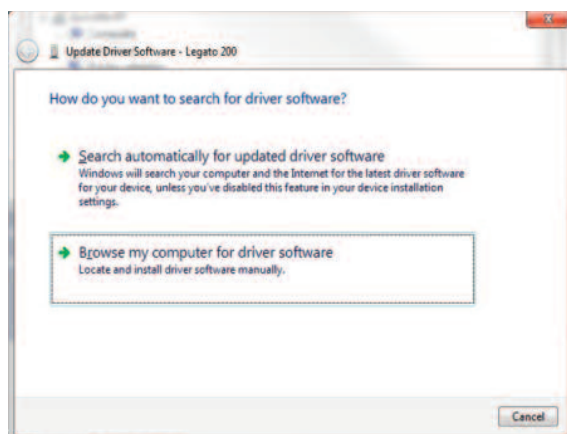 Update Driver Software - Legato 200
How do you want to search for driver software?
Search automatically for updated driver software
Windows will search your computer and the Internet for the latest driver software
for your device, unless you've disabled this feature in your device installation
settings.
Browse my computer for driver software
Locate and install driver software manually.
Cancel